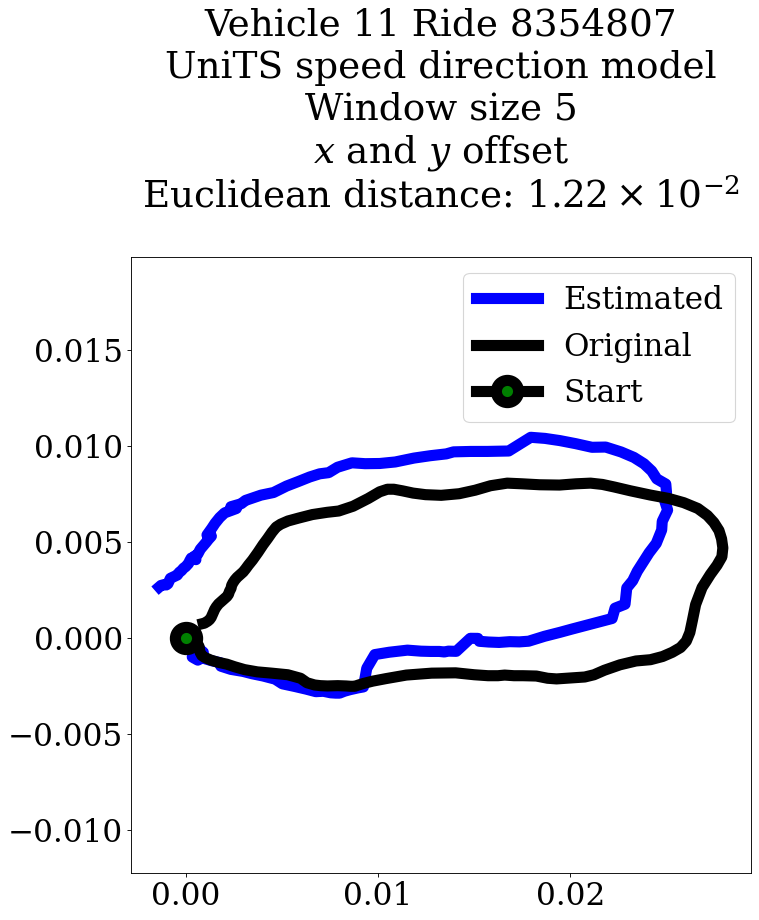 Vehicle 11 Ride 8354807
UniTS speed direction model
Window size 5
x and y offset
Euclidean distance: 1.22 × 10⁻²
Estimated
Original
Start
0.015
0.010
0.005
0.000
−0.005
−0.010
0.00 0.01 0.02